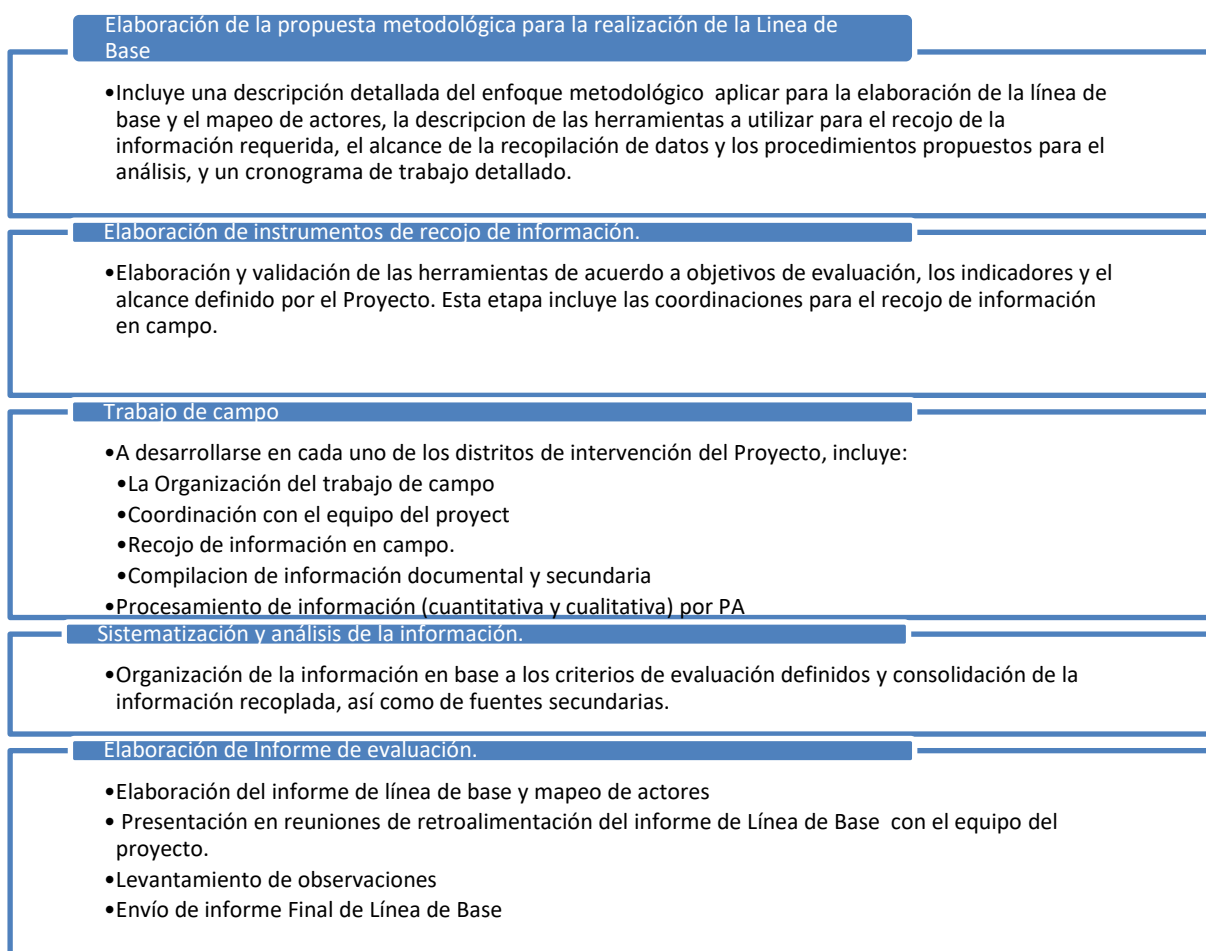 Elaboración de la propuesta metodológica para la realización de la Linea de
Base
•Incluye una descripción detallada del enfoque metodológico  aplicar para la elaboración de la línea de
base y el mapeo de actores, la descripcion de las herramientas a utilizar para el recojo de la
información requerida, el alcance de la recopilación de datos y los procedimientos propuestos para el
análisis, y un cronograma de trabajo detallado.
Elaboración de instrumentos de recojo de información.
•Elaboración y validación de las herramientas de acuerdo a objetivos de evaluación, los indicadores y el
alcance definido por el Proyecto. Esta etapa incluye las coordinaciones para el recojo de información
en campo.
Trabajo de campo
•A desarrollarse en cada uno de los distritos de intervención del Proyecto, incluye:
•La Organización del trabajo de campo
•Coordinación con el equipo del proyect
•Recojo de información en campo.
•Compilacion de información documental y secundaria
•Procesamiento de información (cuantitativa y cualitativa) por PA
Sistematización y análisis de la información.
•Organización de la información en base a los criterios de evaluación definidos y consolidación de la
información recoplada, así como de fuentes secundarias.
Elaboración de Informe de evaluación.
•Elaboración del informe de línea de base y mapeo de actores
• Presentación en reuniones de retroalimentación del informe de Línea de Base  con el equipo del
proyecto.
•Levantamiento de observaciones
•Envío de informe Final de Línea de Base